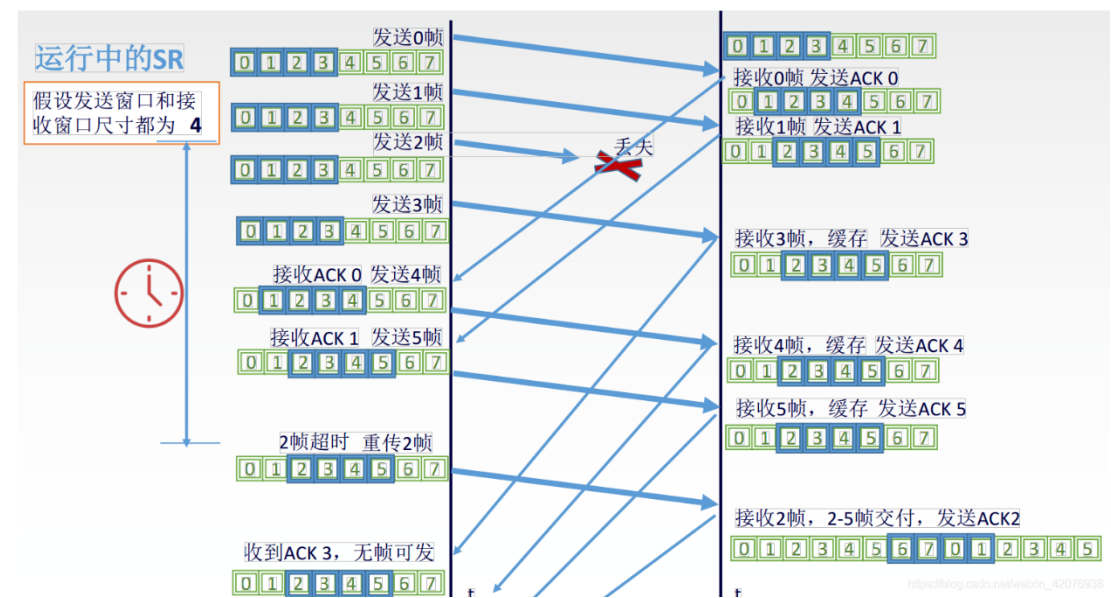 运行中的SR
假设发送窗口和接
收窗口尺寸都为 4
发送0帧
0 1 2 3 4 5 6 7
发送1帧
0 1 2 3 4 5 6 7
发送2帧
0 1 2 3 4 5 6 7
发送3帧
0 1 2 3 4 5 6 7
接收ACK 0 发送4帧
0 1 2 3 4 5 6 7
接收ACK 1 发送5帧
0 1 2 3 4 5 6 7
2帧超时 重传2帧
0 1 2 3 4 5 6 7
收到ACK 3，无帧可发
0 1 2 3 4 5 6 7
t
丢失
0 1 2 3 4 5 6 7
接收0帧 发送ACK 0
0 1 2 3 4 5 6 7
接收1帧 发送ACK 1
0 1 2 3 4 5 6 7
接收3帧，缓存 发送ACK 3
0 1 2 3 4 5 6 7
接收4帧，缓存 发送ACK 4
0 1 2 3 4 5 6 7
接收5帧，缓存 发送ACK 5
0 1 2 3 4 5 6 7
接收2帧，2-5帧交付，发送ACK2
0 1 2 3 4 5 6 7 0 1 2 3 4 5
t
https://blog.csdn.net/weixin_42076938